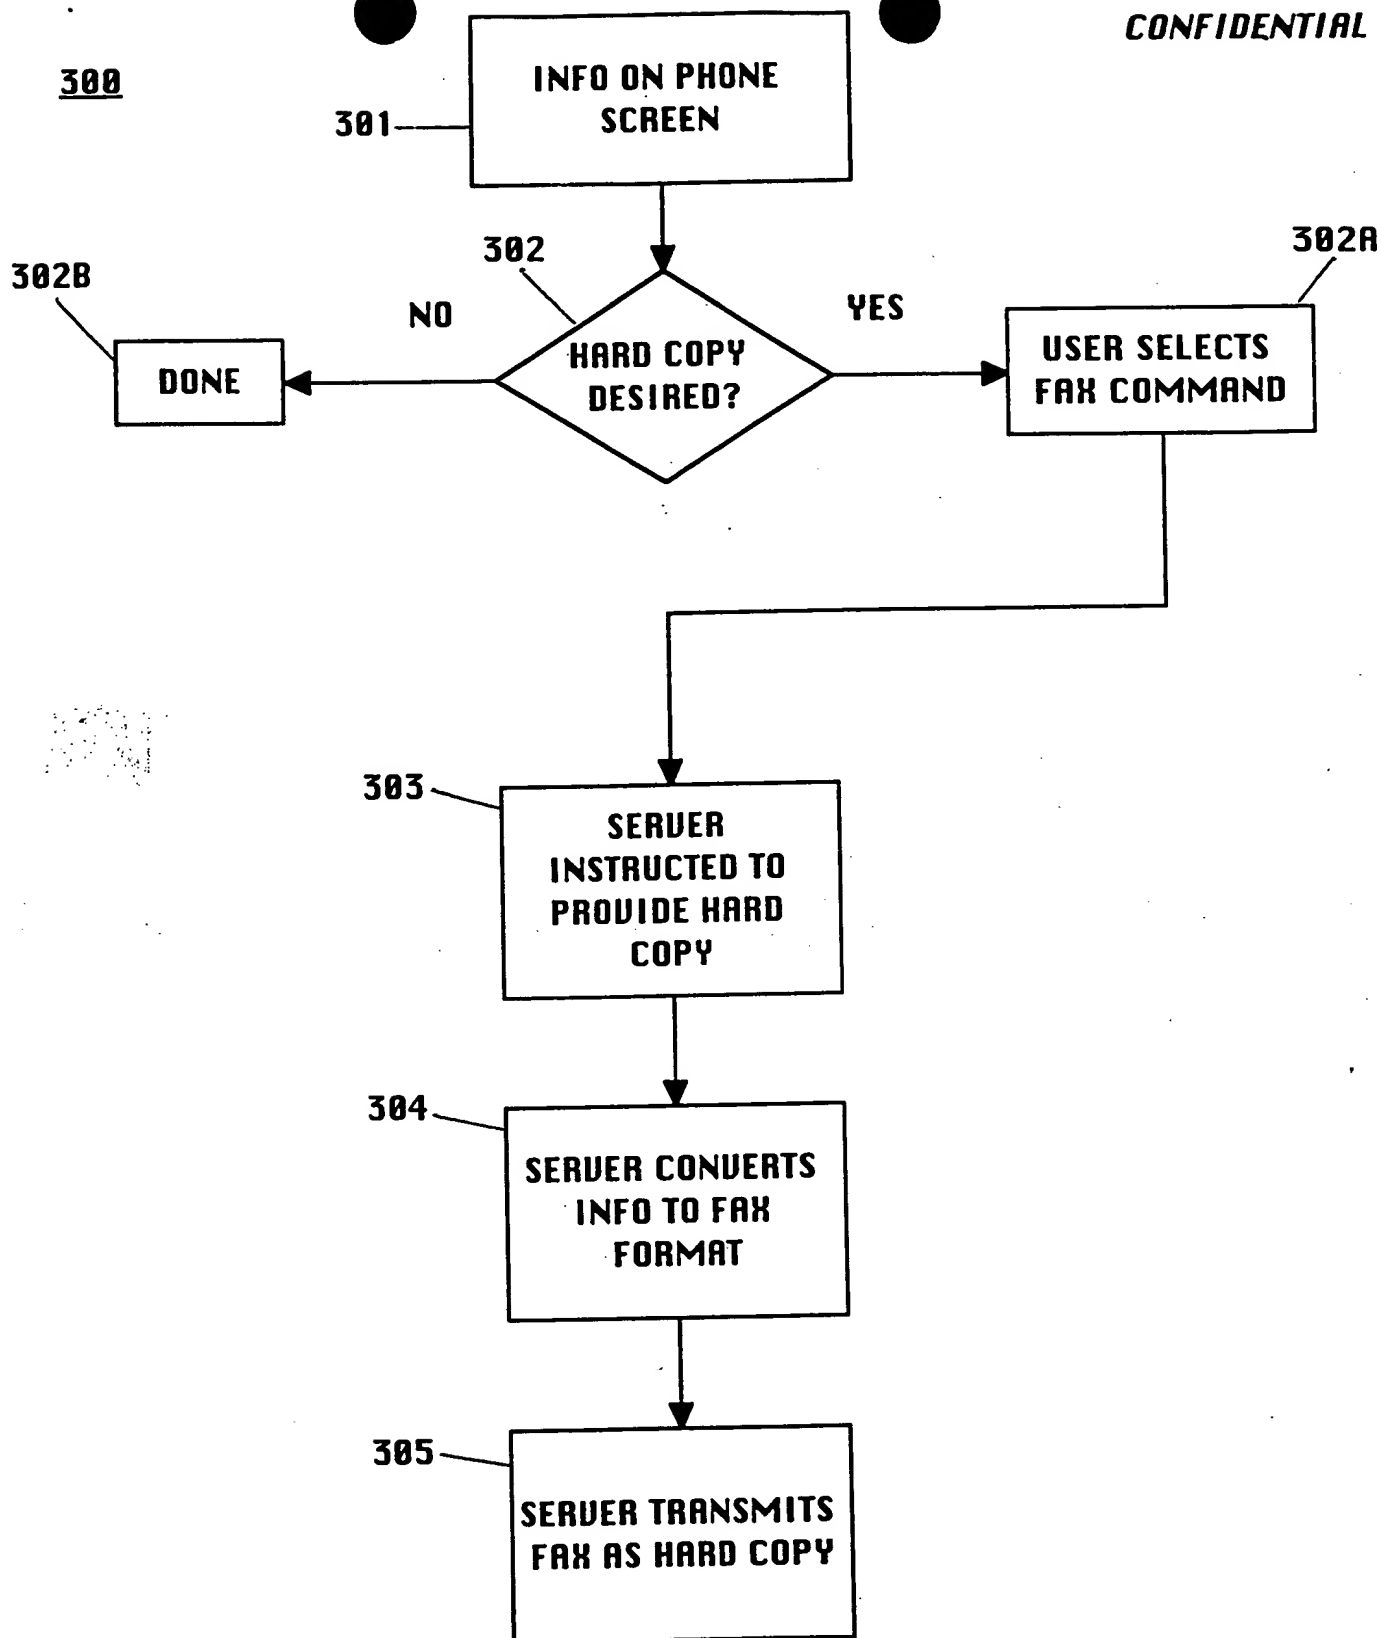 CONFIDENTIAL
300
INFO ON PHONE
SCREEN
301
302
302A
302B
NO
YES
HARD COPY
DESIRED?
USER SELECTS
FAX COMMAND
DONE
303
SERVER
INSTRUCTED TO
PROVIDE HARD
COPY
304
SERVER CONVERTS
INFO TO FAX
FORMAT
305
SERVER TRANSMITS
FAX AS HARD COPY